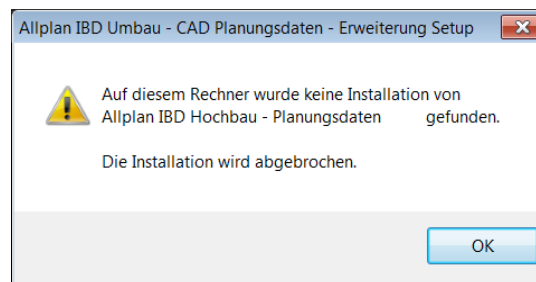 Allplan IBD Umbau - CAD Planungsdaten - Erweiterung Setup
Auf diesem Rechner wurde keine Installation von
Allplan IBD Hochbau - Planungsdaten gefunden.
Die Installation wird abgebrochen.
OK